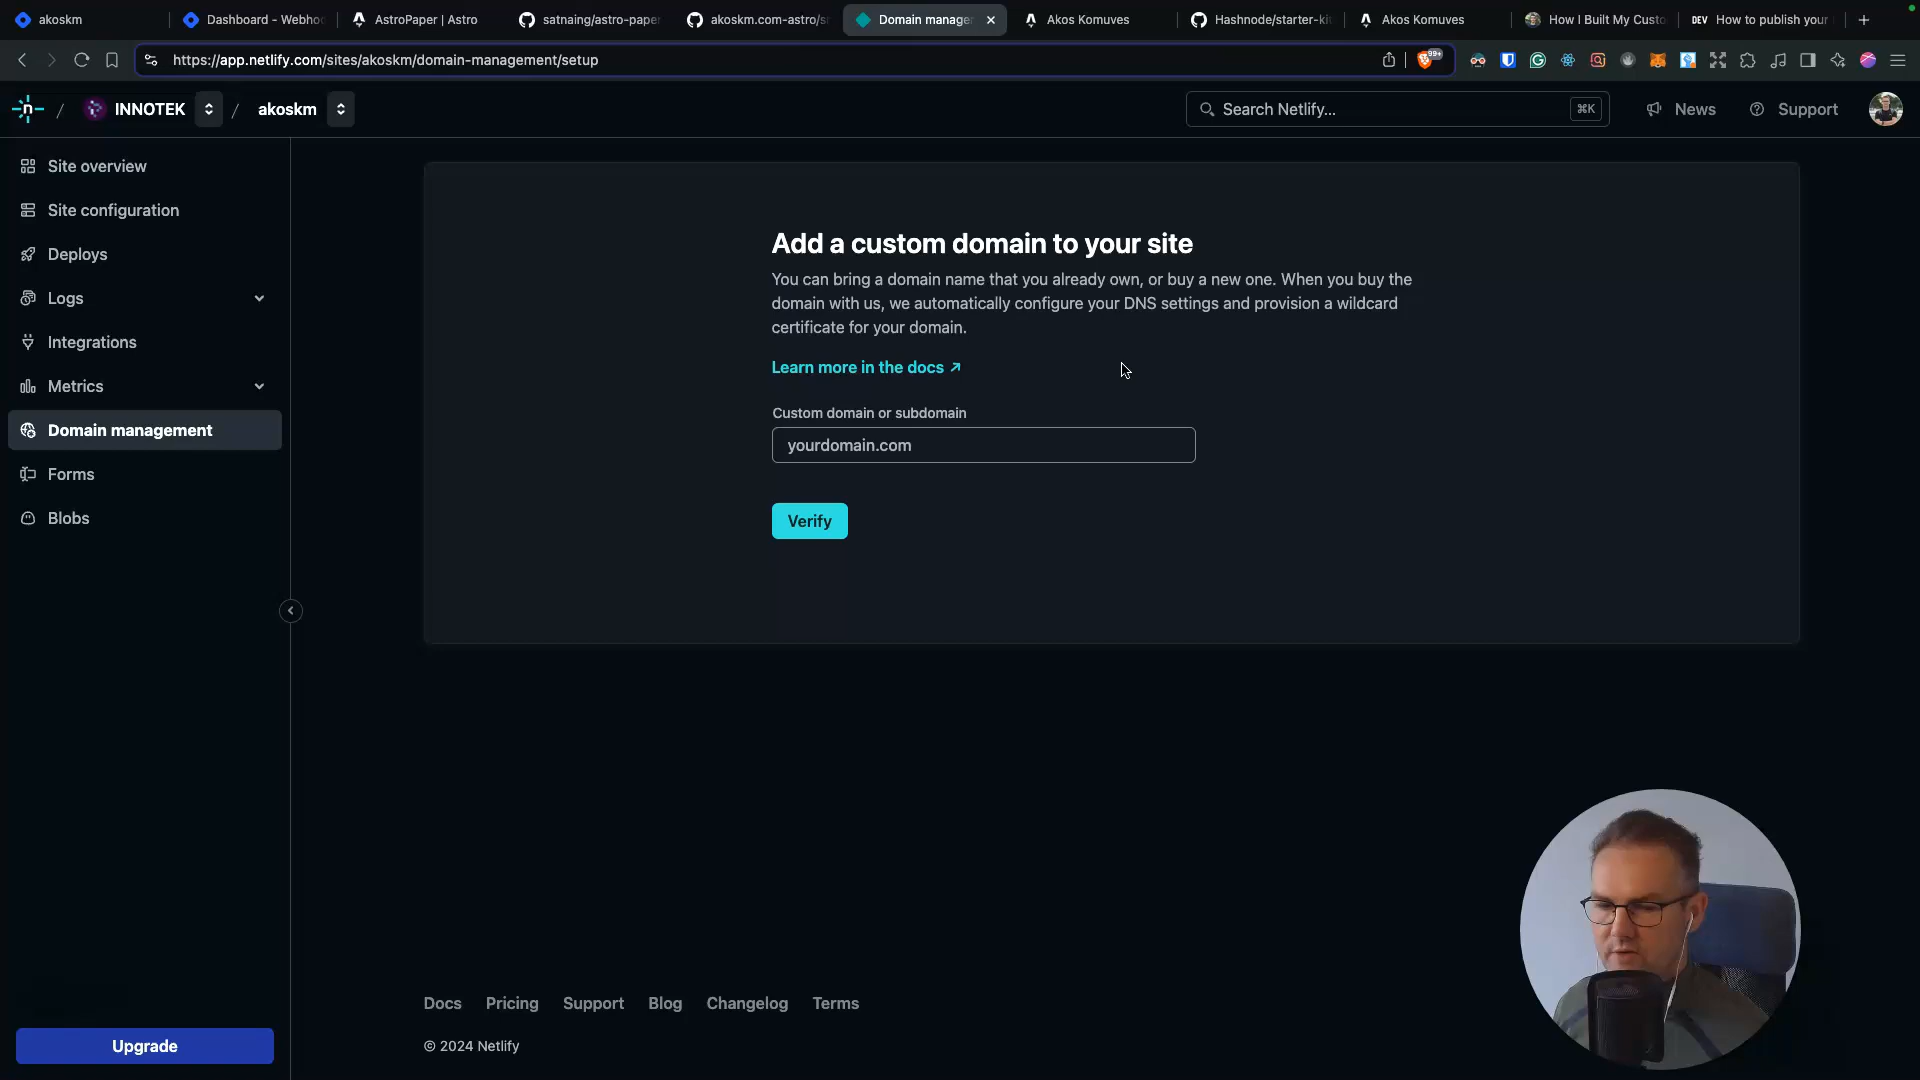 akoskm
Dashboard - Webho
AstroPaper | Astro
satnaing/astro-paper
akoskm.com-astro/sr
Domain manage
Akos Komuves
Hashnode/starter-ki
Akos Komuves
How I Built My Custo
DEV
How to publish your
https://app.netlify.com/sites/akoskm/domain-management/setup
99+
n
/
INNOTEK
/
akoskm
Search Netlify...
⌘K
News
Support
Site overview
Site configuration
Deploys
Logs
Integrations
Metrics
Domain management
Forms
Blobs
Upgrade
Add a custom domain to your site
You can bring a domain name that you already own, or buy a new one. When you buy the
domain with us, we automatically configure your DNS settings and provision a wildcard
certificate for your domain.
Learn more in the docs
Custom domain or subdomain
yourdomain.com
Verify
Docs
Pricing
Support
Blog
Changelog
Terms
© 2024 Netlify